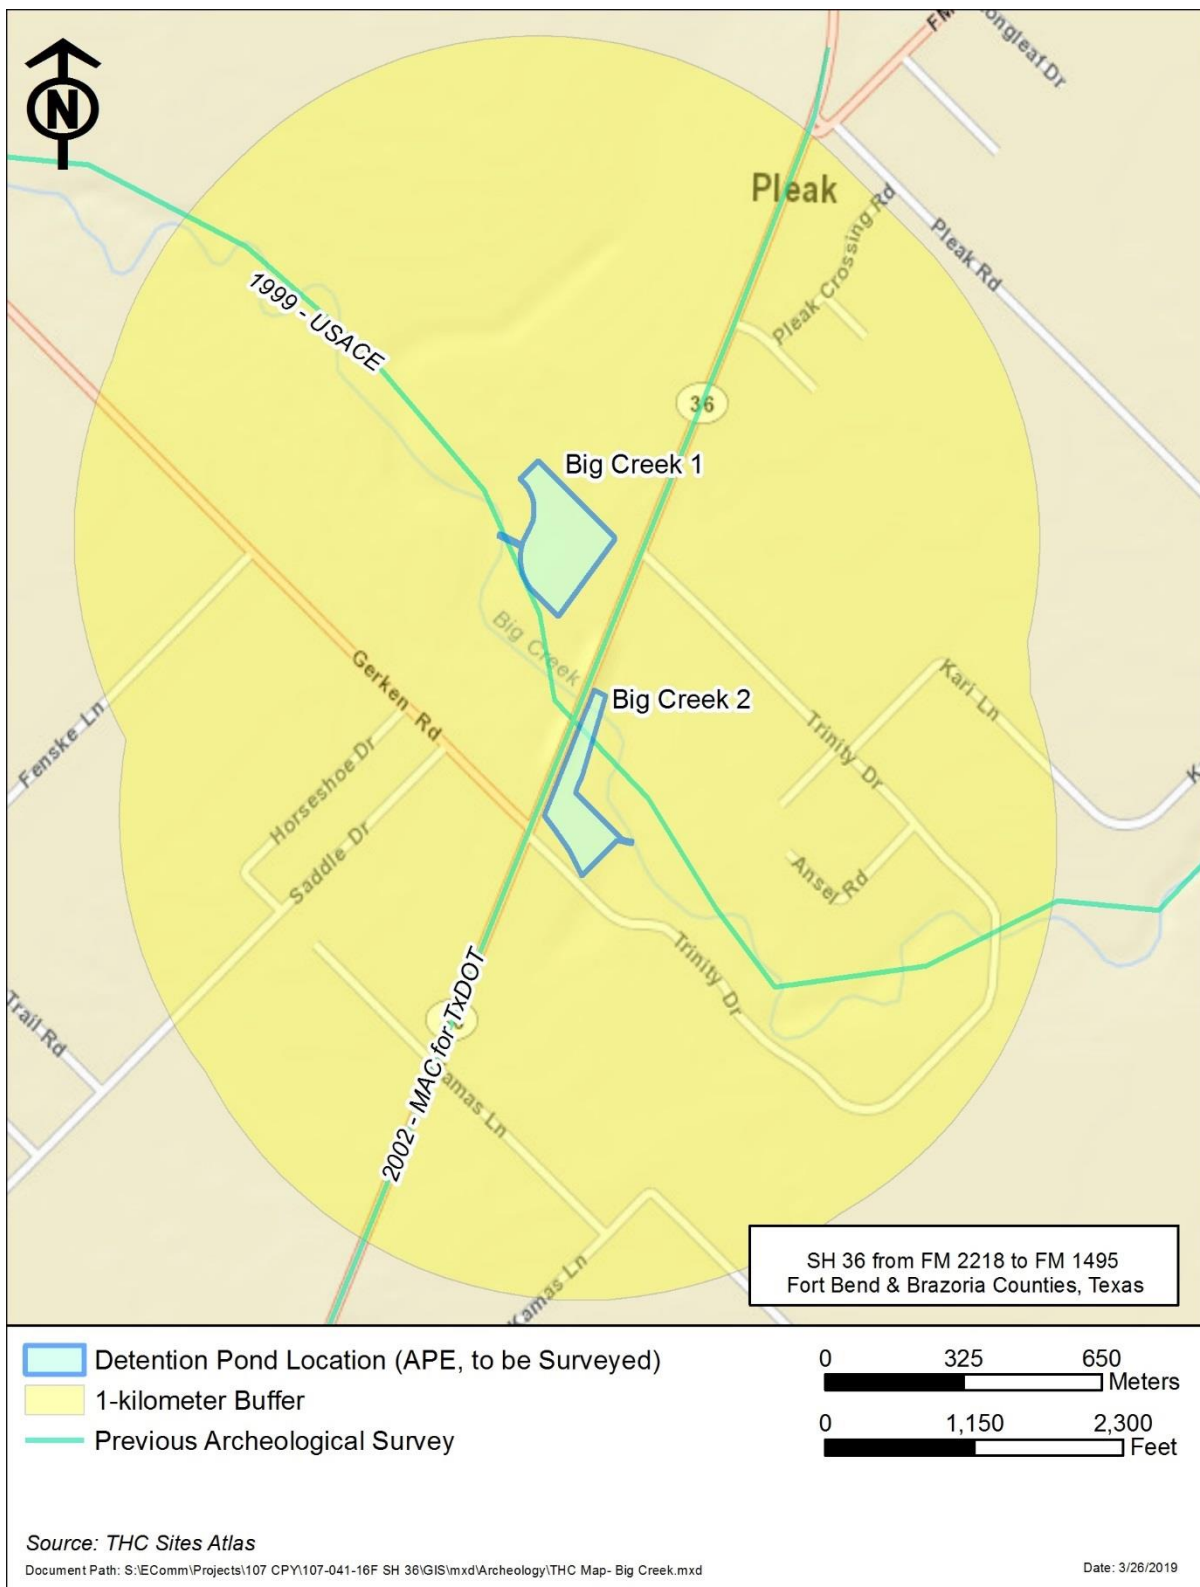 N
FM
ongleaf Dr
Pleak
Pleak Crossing Rd
Pleak Rd
1999 - USACE
36
Big Creek 1
Big Creek
Gerken Rd
Big Creek 2
Kari Ln
K
Fenske Ln
Horseshoe Dr
Saddle Dr
Trinity Dr
Ansel Rd
Trinity Dr
2002 - MAC for TxDOT
Trail Rd
amas Ln
Kamas Ln
SH 36 from FM 2218 to FM 1495
Fort Bend & Brazoria Counties, Texas
Detention Pond Location (APE, to be Surveyed)
1-kilometer Buffer
Previous Archeological Survey
0 325 650
Meters
0 1,150 2,300
Feet
Source: THC Sites Atlas
Document Path: S:\EComm\Projects\107 CPY\107-041-16F SH 36\GIS\mxd\Archeology\THC Map- Big Creek.mxd
Date: 3/26/2019